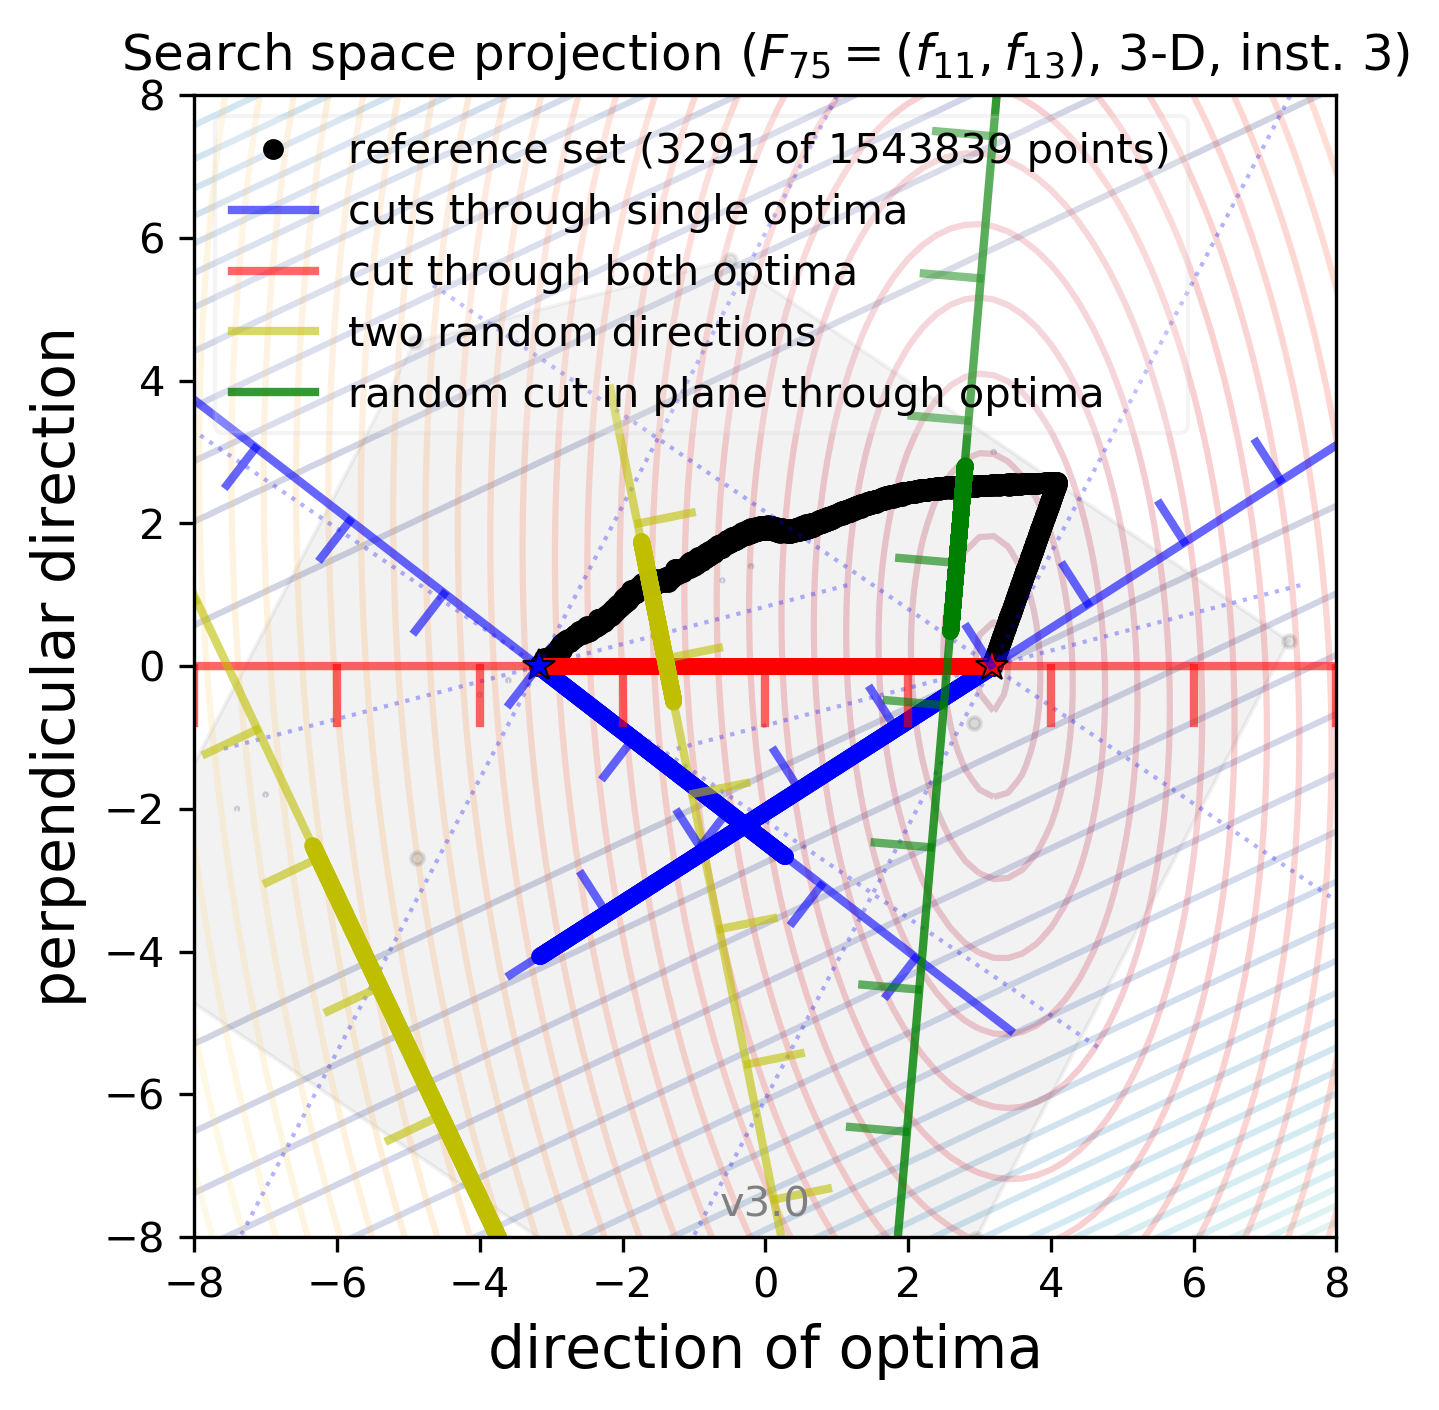 Search space projection (F₇₅ = (f₁₁, f₁₃), 3-D, inst. 3)
reference set (3291 of 1543839 points)
cuts through single optima
cut through both optima
two random directions
random cut in plane through optima
perpendicular direction
8
6
4
2
0
−2
−4
−6
−8
v3.0
−8 −6 −4 −2 0 2 4 6 8
direction of optima